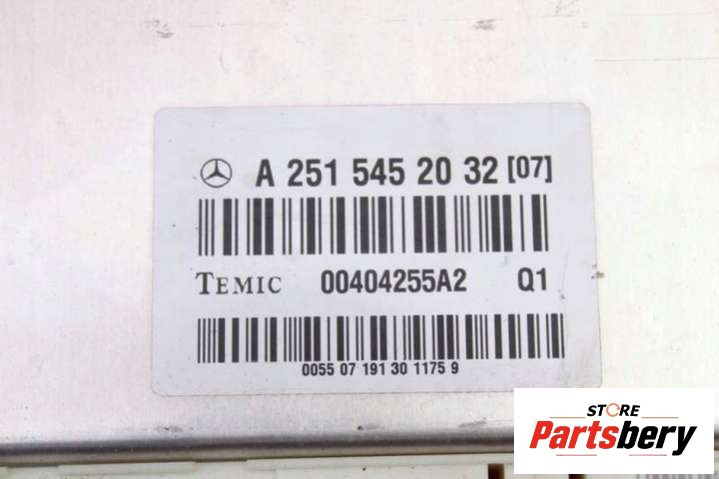 A 251 545 20 32 [07]
TEMIC 00404255A2 Q1
0055 07 191 30 1175 9
STORE
Partsbery